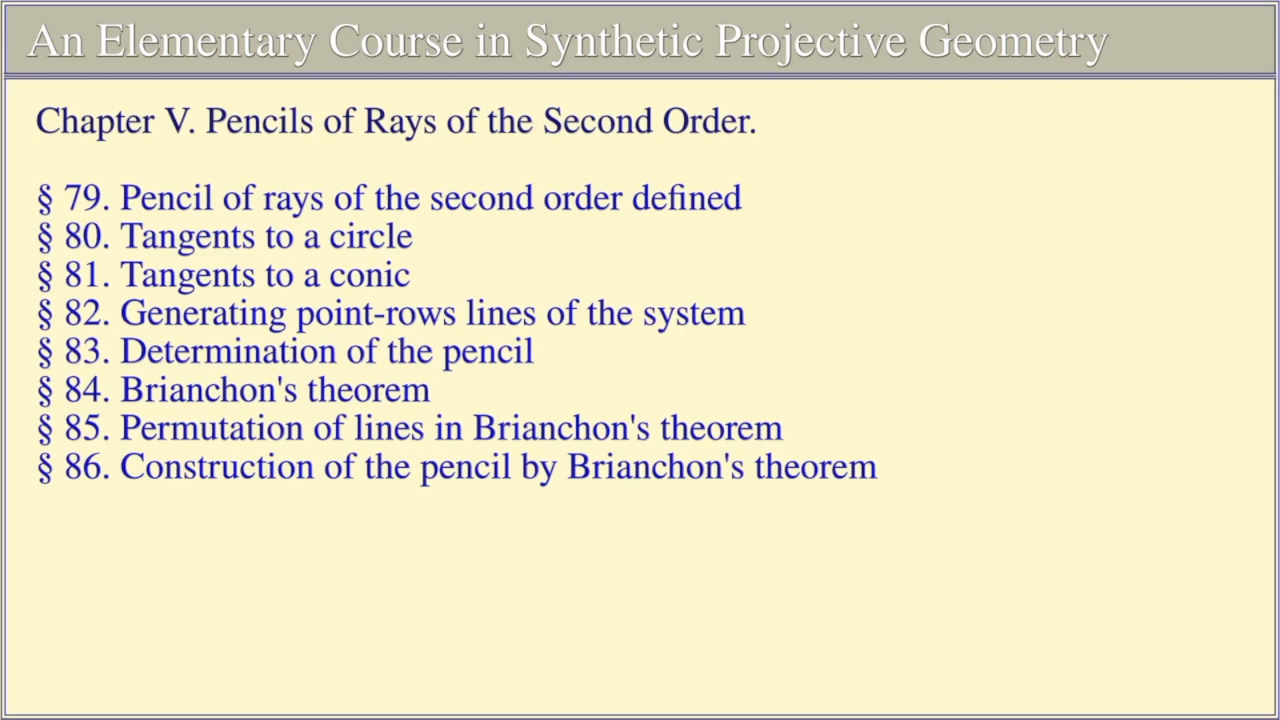 An Elementary Course in Synthetic Projective Geometry
Chapter V. Pencils of Rays of the Second Order.
§ 79. Pencil of rays of the second order defined
§ 80. Tangents to a circle
§ 81. Tangents to a conic
§ 82. Generating point-rows lines of the system
§ 83. Determination of the pencil
§ 84. Brianchon's theorem
§ 85. Permutation of lines in Brianchon's theorem
§ 86. Construction of the pencil by Brianchon's theorem